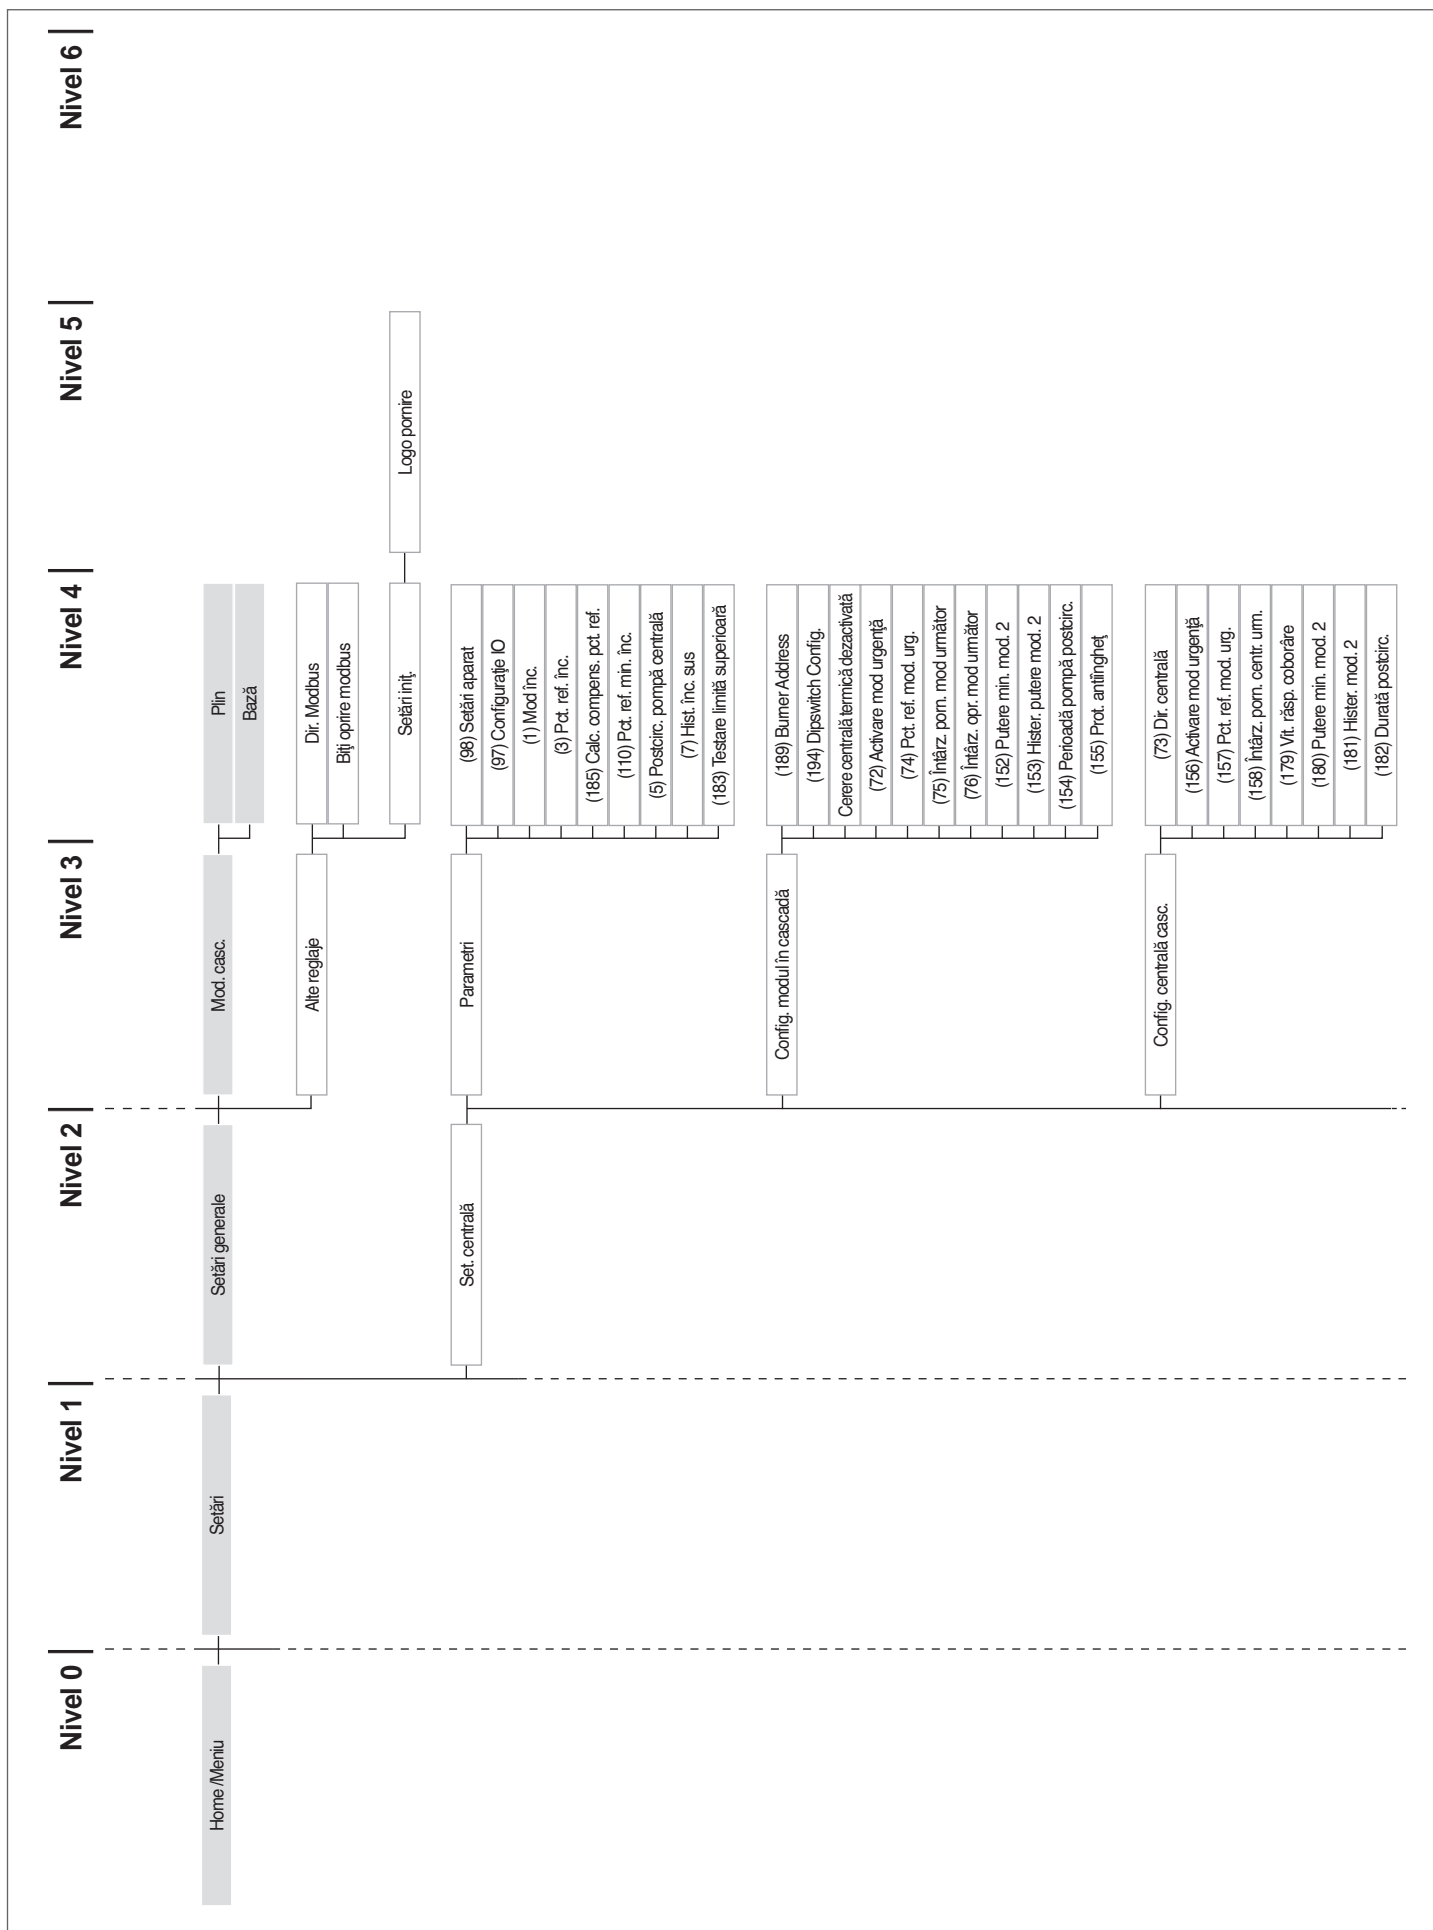 Nivel 0
Nivel 1
Nivel 2
Nivel 3
Nivel 4
Nivel 5
Nivel 6
Home /Meniu
Setări
Setări generale
Mod. casc.
Plin
Bază
Alte reglaje
Dir. Modbus
Biţi oprire modbus
Setări iniţ.
Logo pornire
Set. centrală
Parametri
(98) Setări aparat
(97) Configuraţie IO
(1) Mod înc.
(3) Pct. ref. înc.
(185) Calc. compens. pct. ref.
(110) Pct. ref. min. înc.
(5) Postcirc. pompă centrală
(7) Hist. înc. sus
(183) Testare limită superioară
Config. modul în cascadă
(189) Burner Address
(194) Dipswitch Config.
Cerere centrală termică dezactivată
(72) Activare mod urgenţă
(74) Pct. ref. mod. urg.
(75) Întârz. porn. mod următor
(76) Întârz. opr. mod următor
(152) Putere min. mod. 2
(153) Hister. putere mod. 2
(154) Perioadă pompă postcirc.
(155) Prot. antîngheţ
Config. centrală casc.
(73) Dir. centrală
(156) Activare mod urgenţă
(157) Pct. ref. mod. urg.
(158) Întârz. porn. centr. urm.
(179) Vit. răsp. coborâre
(180) Putere min. mod. 2
(181) Hister. mod. 2
(182) Durată postcirc.